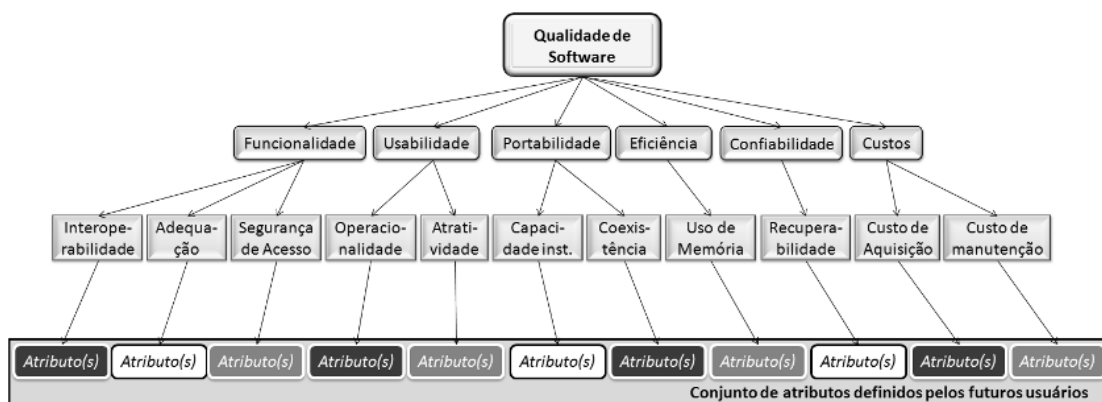 Qualidade de
Software
Funcionalidade
Usabilidade
Portabilidade
Eficiência
Confiabilidade
Custos
Interope-
rabilidade
Adequa-
ção
Segurança
de Acesso
Operacio-
nalidade
Atrati-
vidade
Capaci-
dade inst.
Coexis-
tência
Uso de
Memória
Recupera-
bilidade
Custo de
Aquisição
Custo de
manutenção
Atributo(s)
Atributo(s)
Atributo(s)
Atributo(s)
Atributo(s)
Atributo(s)
Atributo(s)
Atributo(s)
Atributo(s)
Atributo(s)
Atributo(s)
Conjunto de atributos definidos pelos futuros usuários